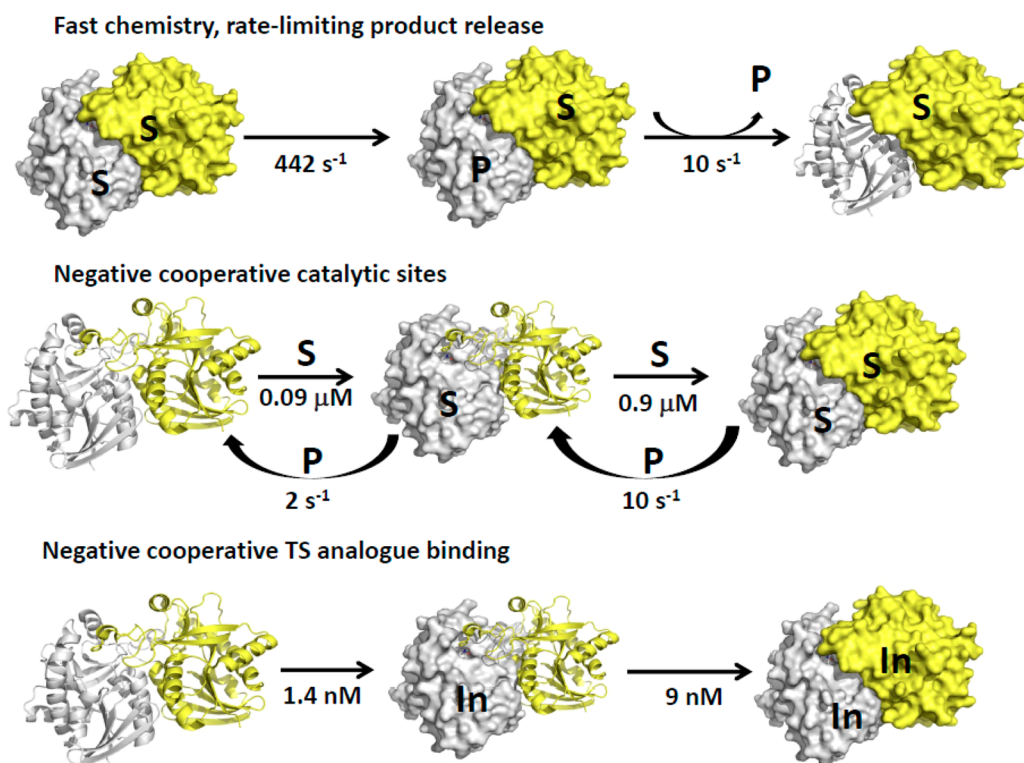 Fast chemistry, rate-limiting product release
S
S
442 s⁻¹
S
P
P
10 s⁻¹
S
Negative cooperative catalytic sites
S
0.09 μM
P
2 s⁻¹
S
S
0.9 μM
P
10 s⁻¹
S
S
Negative cooperative TS analogue binding
1.4 nM
In
9 nM
In
In